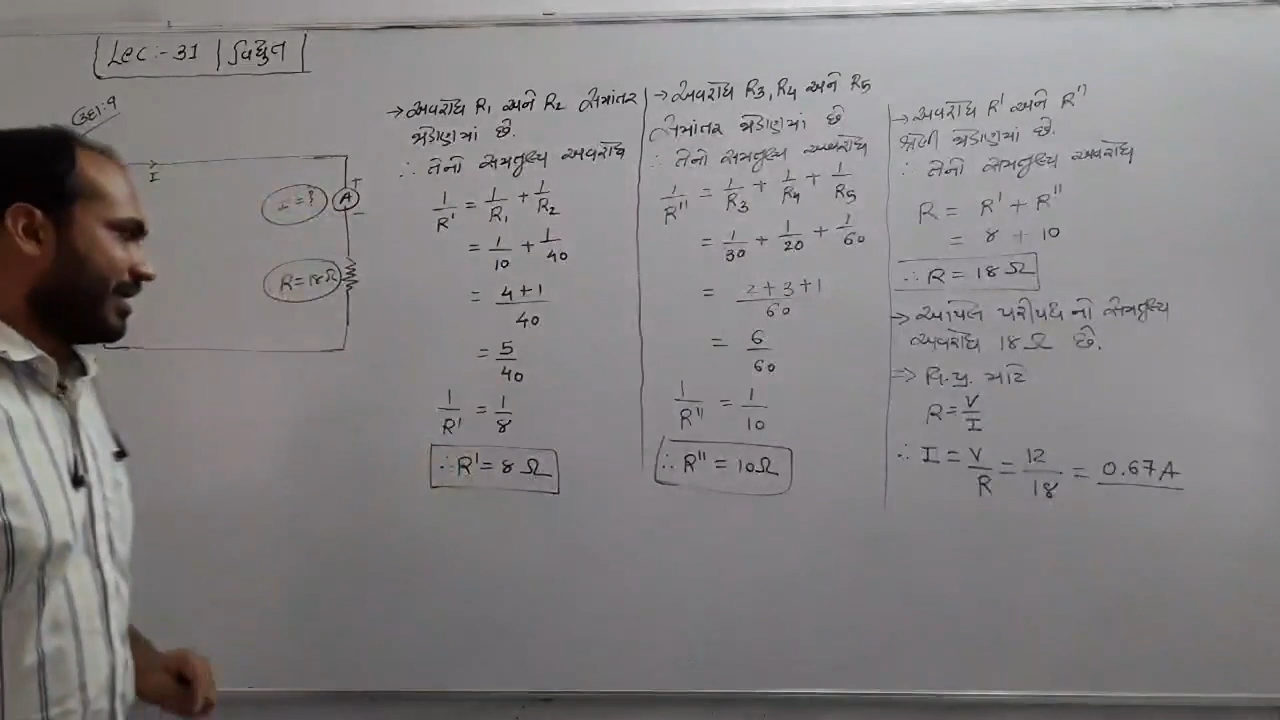 Lec:-31 | વિદ્યુત
ઉદા:૧
I
I = ?
A
+
-
R = 18Ω
→ અવરોધ R₁ અને R₂ સમાંતર
જોડાણમાં છે.
∴ તેનો સમતુલ્ય અવરોધ
1/R' = 1/R₁ + 1/R₂
= 1/10 + 1/40
= 4+1/40
= 5/40
1/R' = 1/8
∴ R' = 8 Ω
→ અવરોધ R₃, R₄ અને R₅
સમાંતર જોડાણમાં છે
∴ તેનો સમતુલ્ય અવરોધ
1/R'' = 1/R₃ + 1/R₄ + 1/R₅
= 1/30 + 1/20 + 1/60
= 2+3+1/60
= 6/60
1/R'' = 1/10
∴ R'' = 10Ω
→ અવરોધ R' અને R''
શ્રેણી જોડાણમાં છે.
∴ તેનો સમતુલ્ય અવરોધ
R = R' + R''
= 8 + 10
∴ R = 18 Ω
→ આપેલ પરીપથ નો સમતુલ્ય
અવરોધ 18Ω છે.
⇒ વિ.પ્ર. માટે
R = V/I
∴ I = V/R = 12/18 = 0.67A